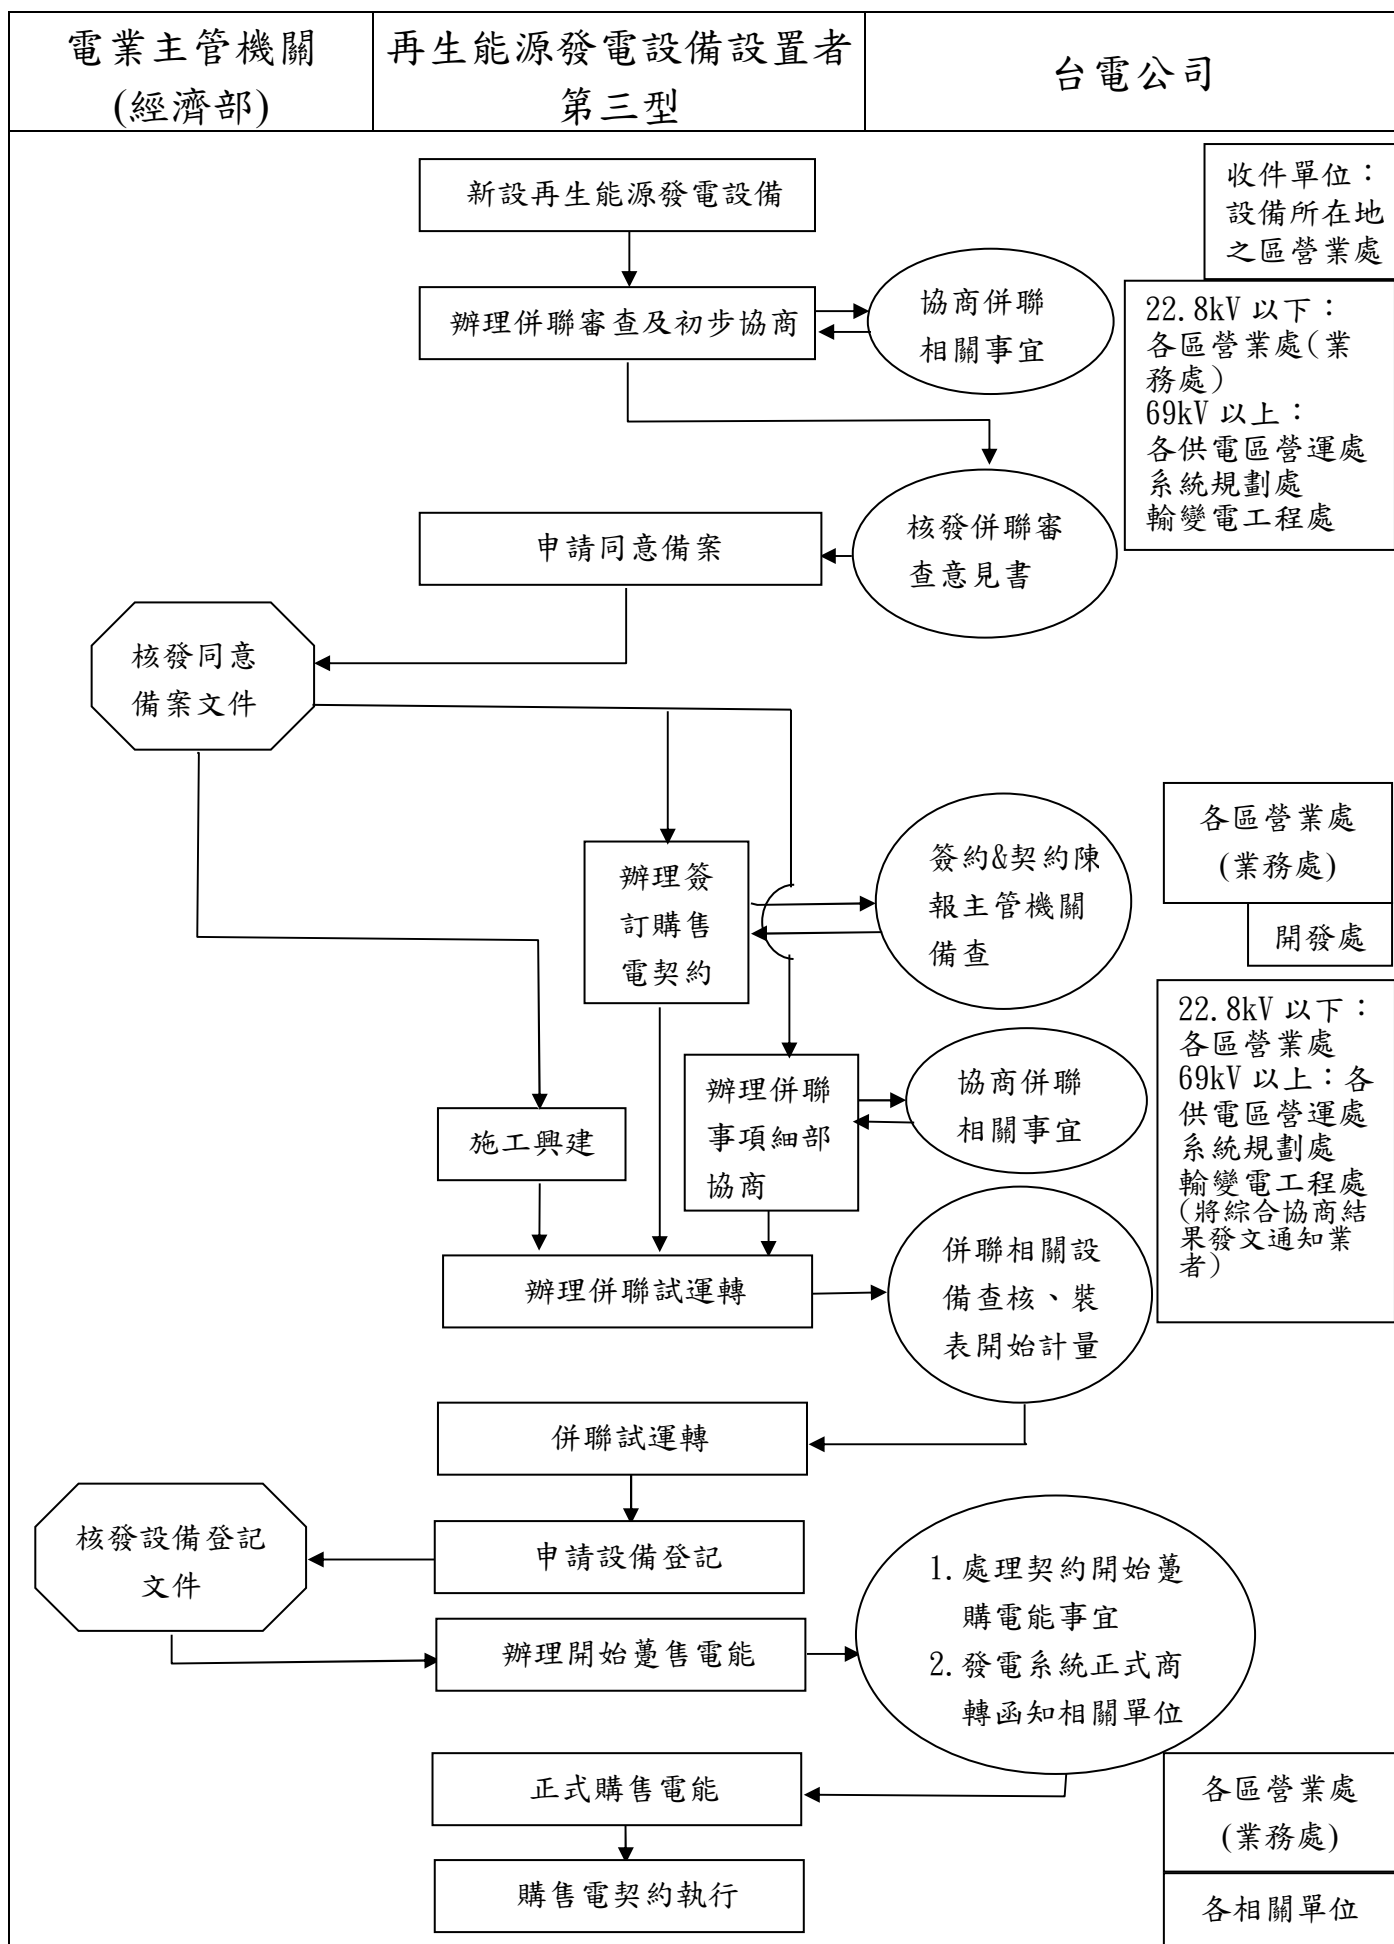 電業主管機關
(經濟部)
再生能源發電設備設置者
第三型
台電公司
新設再生能源發電設備
收件單位：
設備所在地
之區營業處
辦理併聯審查及初步協商
協商併聯
相關事宜
22.8kV 以下：
各區營業處(業
務處)
69kV 以上：
各供電區營運處
系統規劃處
輸變電工程處
申請同意備案
核發併聯審
查意見書
核發同意
備案文件
辦理簽
訂購售
電契約
簽約&契約陳
報主管機關
備查
各區營業處
(業務處)
開發處
施工興建
辦理併聯
事項細部
協商
協商併聯
相關事宜
22.8kV 以下：
各區營業處
69kV 以上：各
供電區營運處
系統規劃處
輸變電工程處
(將綜合協商結
果發文通知業
者)
辦理併聯試運轉
併聯相關設
備查核、裝
表開始計量
併聯試運轉
核發設備登記
文件
申請設備登記
辦理開始躉售電能
1.處理契約開始躉
購電能事宜
2.發電系統正式商
轉函知相關單位
正式購售電能
各區營業處
(業務處)
購售電契約執行
各相關單位